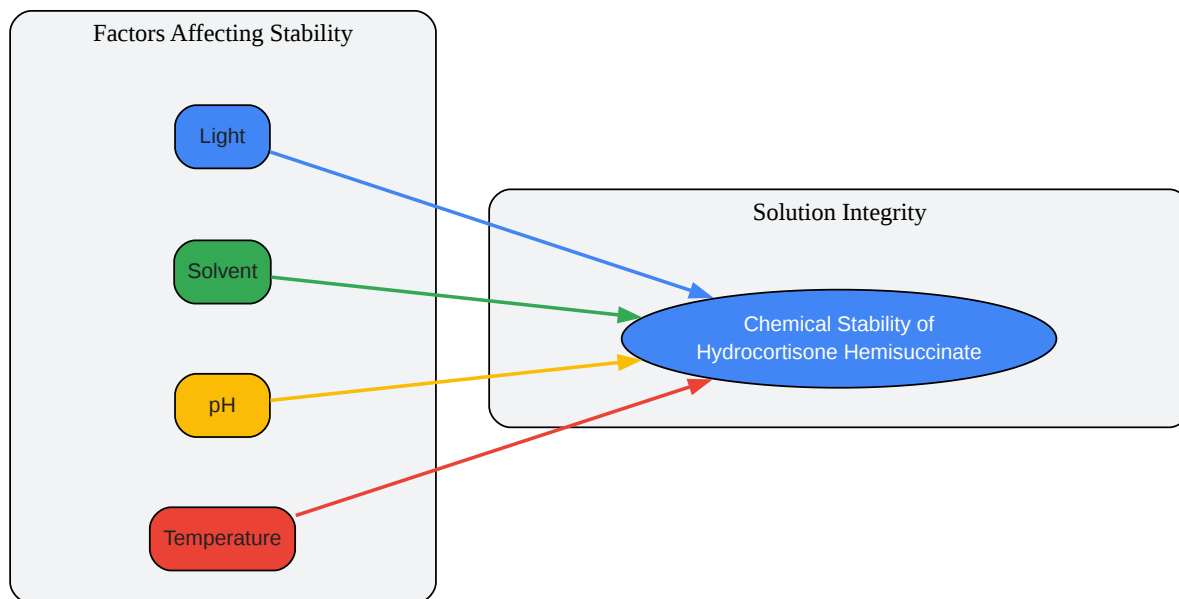 Factors Affecting Stability
Light
Solvent
pH
Temperature
Solution Integrity
Chemical Stability of
Hydrocortisone Hemisuccinate